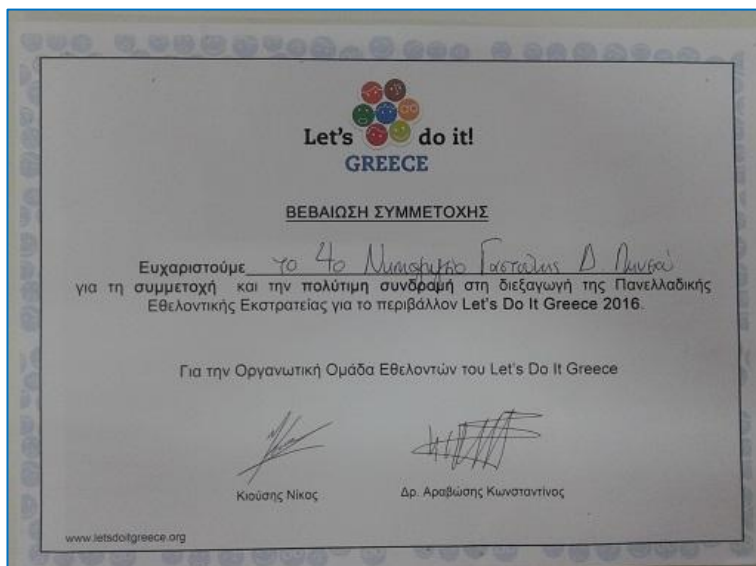 Let's do it!
GREECE
ΒΕΒΑΙΩΣΗ ΣΥΜΜΕΤΟΧΗΣ
Ευχαριστούμε το 4ο Νηπιαγωγείο Γαστούνης Δ. Πηνειού
για τη συμμετοχή και την πολύτιμη συνδρομή στη διεξαγωγή της Πανελλαδικής
Εθελοντικής Εκστρατείας για το περιβάλλον Let's Do It Greece 2016.
Για την Οργανωτική Ομάδα Εθελοντών του Let's Do It Greece
Κιούσης Νίκος
Δρ. Αραβώσης Κωνσταντίνος
www.letsdoitgreece.org